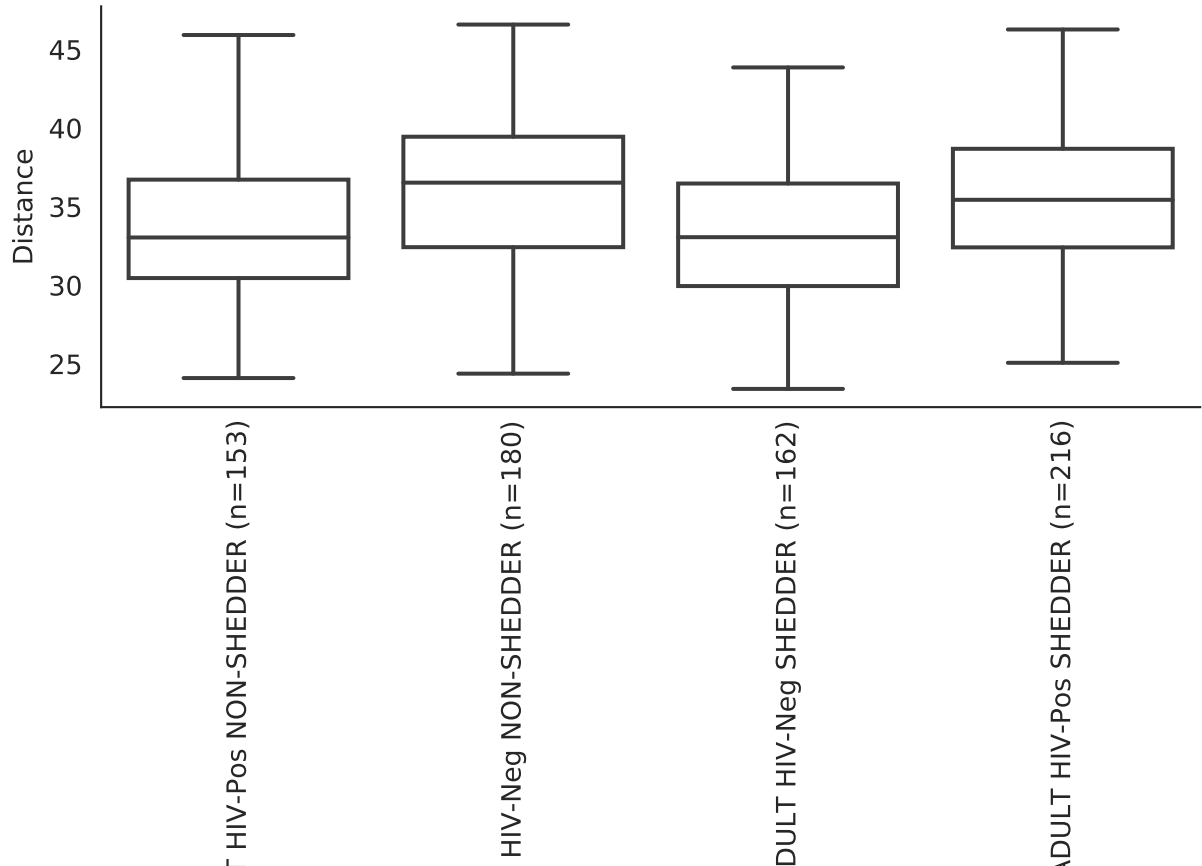 45
40
35
30
25
Distance
T HIV-Pos NON-SHEDDER (n=153)
HIV-Neg NON-SHEDDER (n=180)
DULT HIV-Neg SHEDDER (n=162)
ADULT HIV-Pos SHEDDER (n=216)